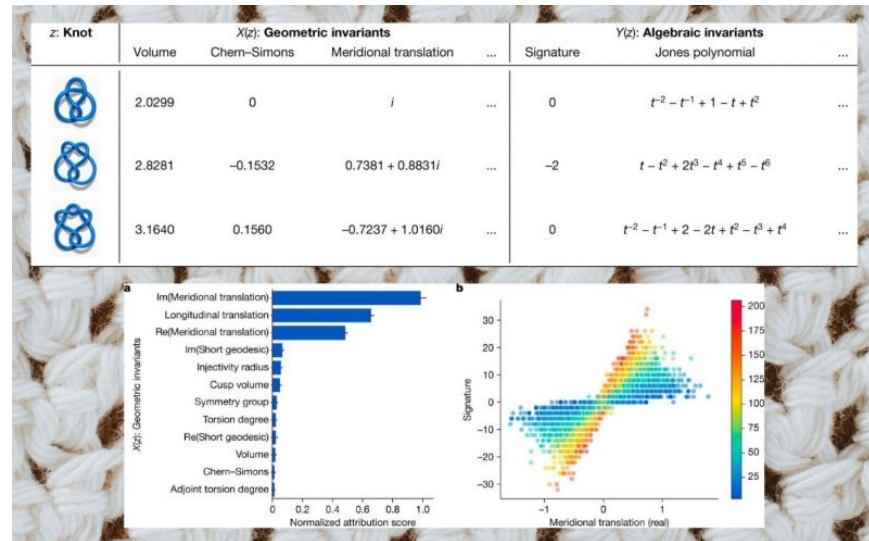 z: Knot X(z): Geometric invariants Y(z): Algebraic invariants
Volume Chern–Simons Meridional translation ... Signature Jones polynomial ...
2.0299 0 i ... 0 t⁻² – t⁻¹ + 1 – t + t² ...
2.8281 –0.1532 0.7381 + 0.8831i ... –2 t – t² + 2t³ – t⁴ + t⁵ – t⁶ ...
3.1640 0.1560 –0.7237 + 1.0160i ... 0 t⁻² – t⁻¹ + 2 – 2t + t² – t³ + t⁴ ...
a
X(z): Geometric invariants
Im(Meridional translation)
Longitudinal translation
Re(Meridional translation)
Im(Short geodesic)
Injectivity radius
Cusp volume
Symmetry group
Torsion degree
Re(Short geodesic)
Volume
Chern–Simons
Adjoint torsion degree
0 0.2 0.4 0.6 0.8 1.0
Normalized attribution score
b
Signature
30
20
10
0
–10
–20
–30
–1 0 1
Meridional translation (real)
200
175
150
125
100
75
50
25